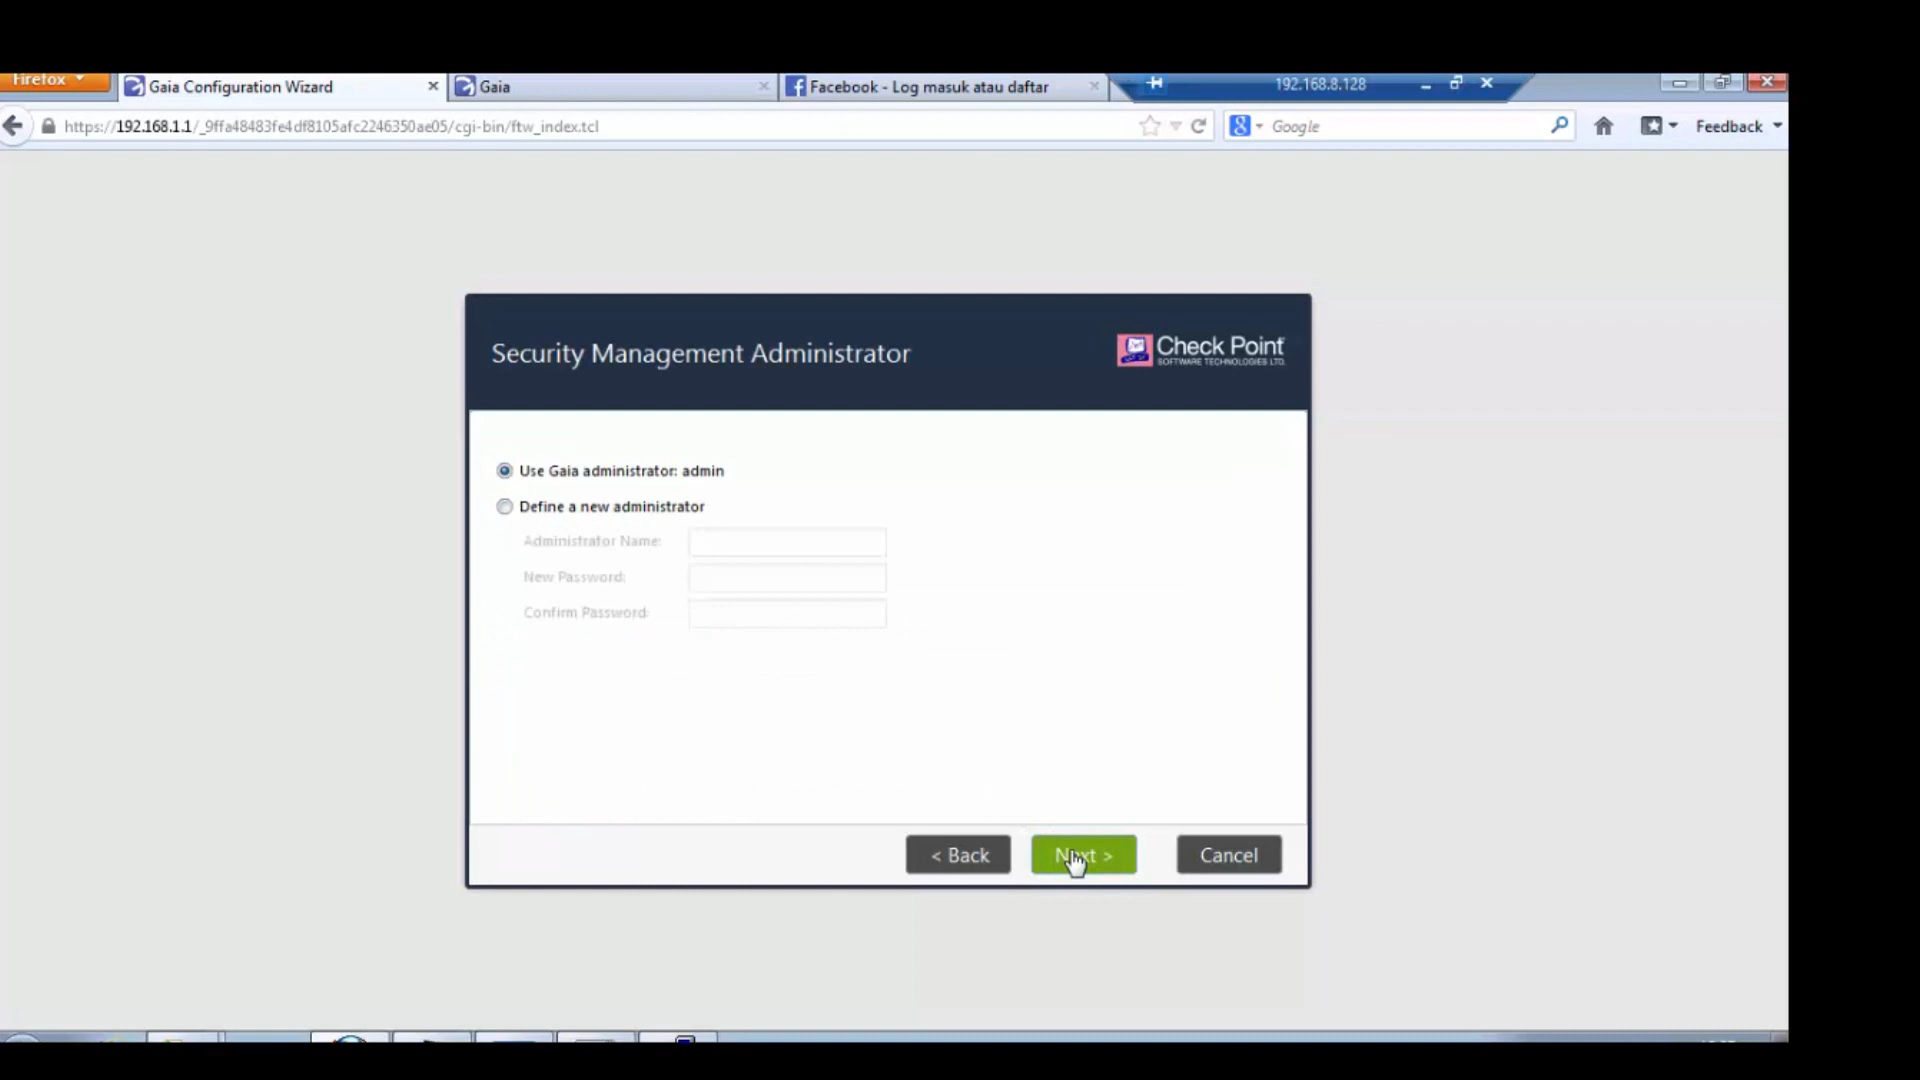 Firefox
Gaia Configuration Wizard
Gaia
Facebook - Log masuk atau daftar
192.168.8.128
https://192.168.1.1/_9ffa48483fe4df8105afc2246350ae05/cgi-bin/ftw_index.tcl
Google
Feedback
Security Management Administrator
Check Point
SOFTWARE TECHNOLOGIES LTD.
Use Gaia administrator: admin
Define a new administrator
Administrator Name:
New Password:
Confirm Password:
< Back
Next >
Cancel